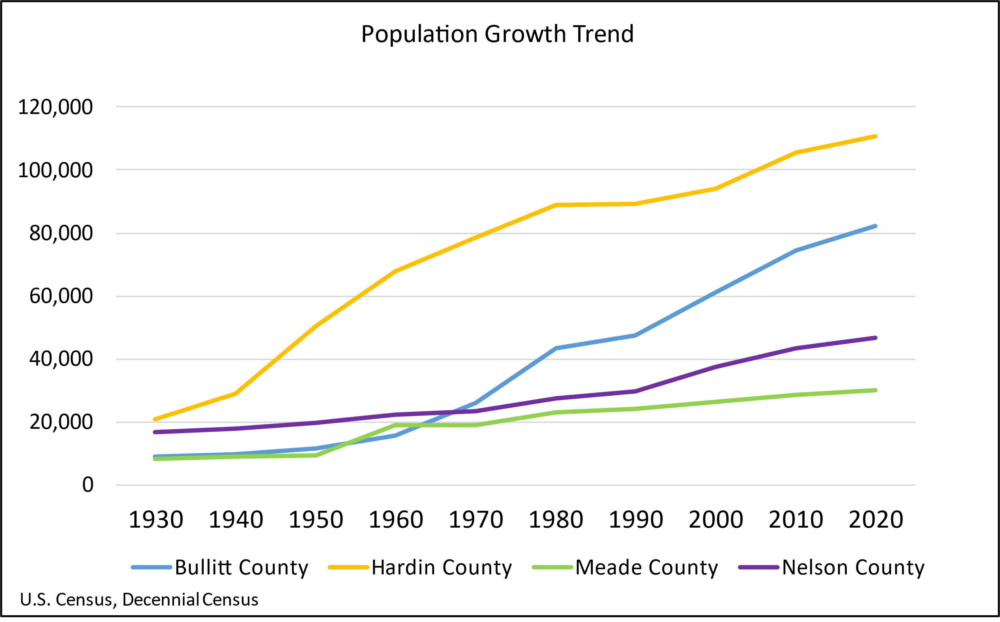 Population Growth Trend
120,000
100,000
80,000
60,000
40,000
20,000
0
1930 1940 1950 1960 1970 1980 1990 2000 2010 2020
Bullitt County Hardin County Meade County Nelson County
U.S. Census, Decennial Census